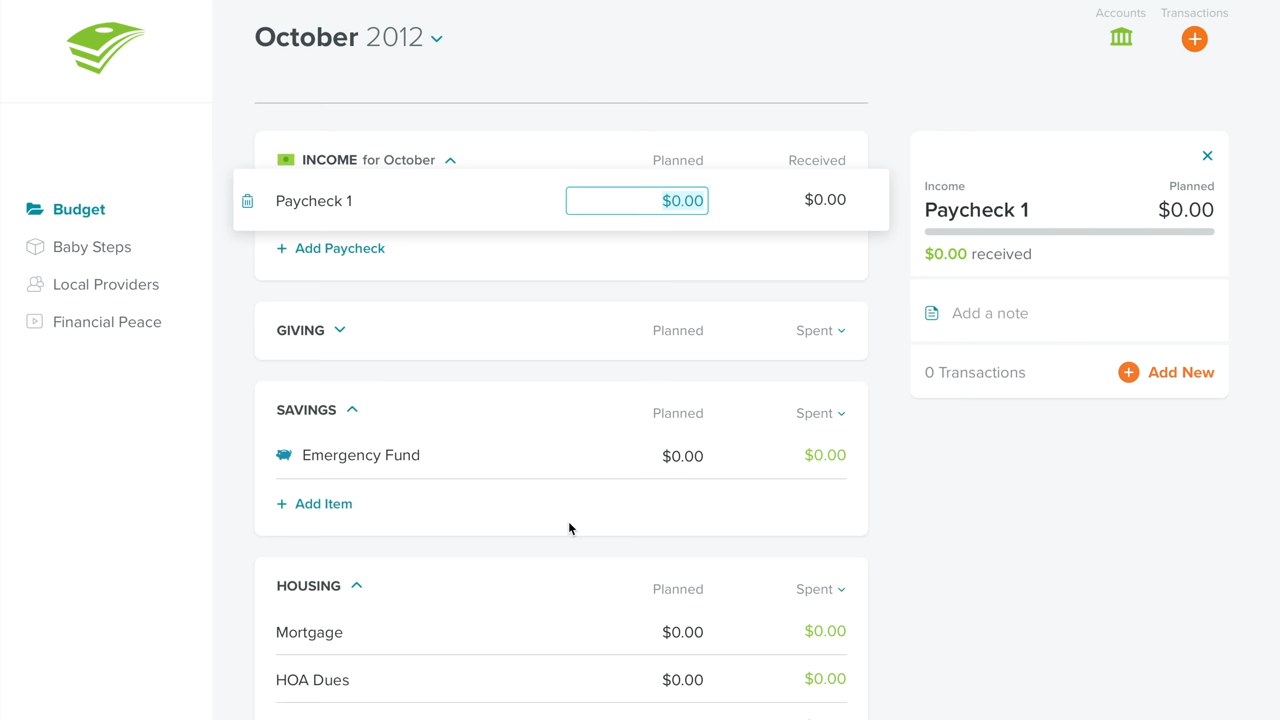 October 2012
Accounts
Transactions
Budget
Baby Steps
Local Providers
Financial Peace
INCOME for October
Planned
Received
Paycheck 1
$0.00
$0.00
+ Add Paycheck
GIVING
Planned
Spent
SAVINGS
Planned
Spent
Emergency Fund
$0.00
$0.00
+ Add Item
HOUSING
Planned
Spent
Mortgage
$0.00
$0.00
HOA Dues
$0.00
$0.00
Income
Planned
Paycheck 1
$0.00
$0.00 received
Add a note
0 Transactions
Add New